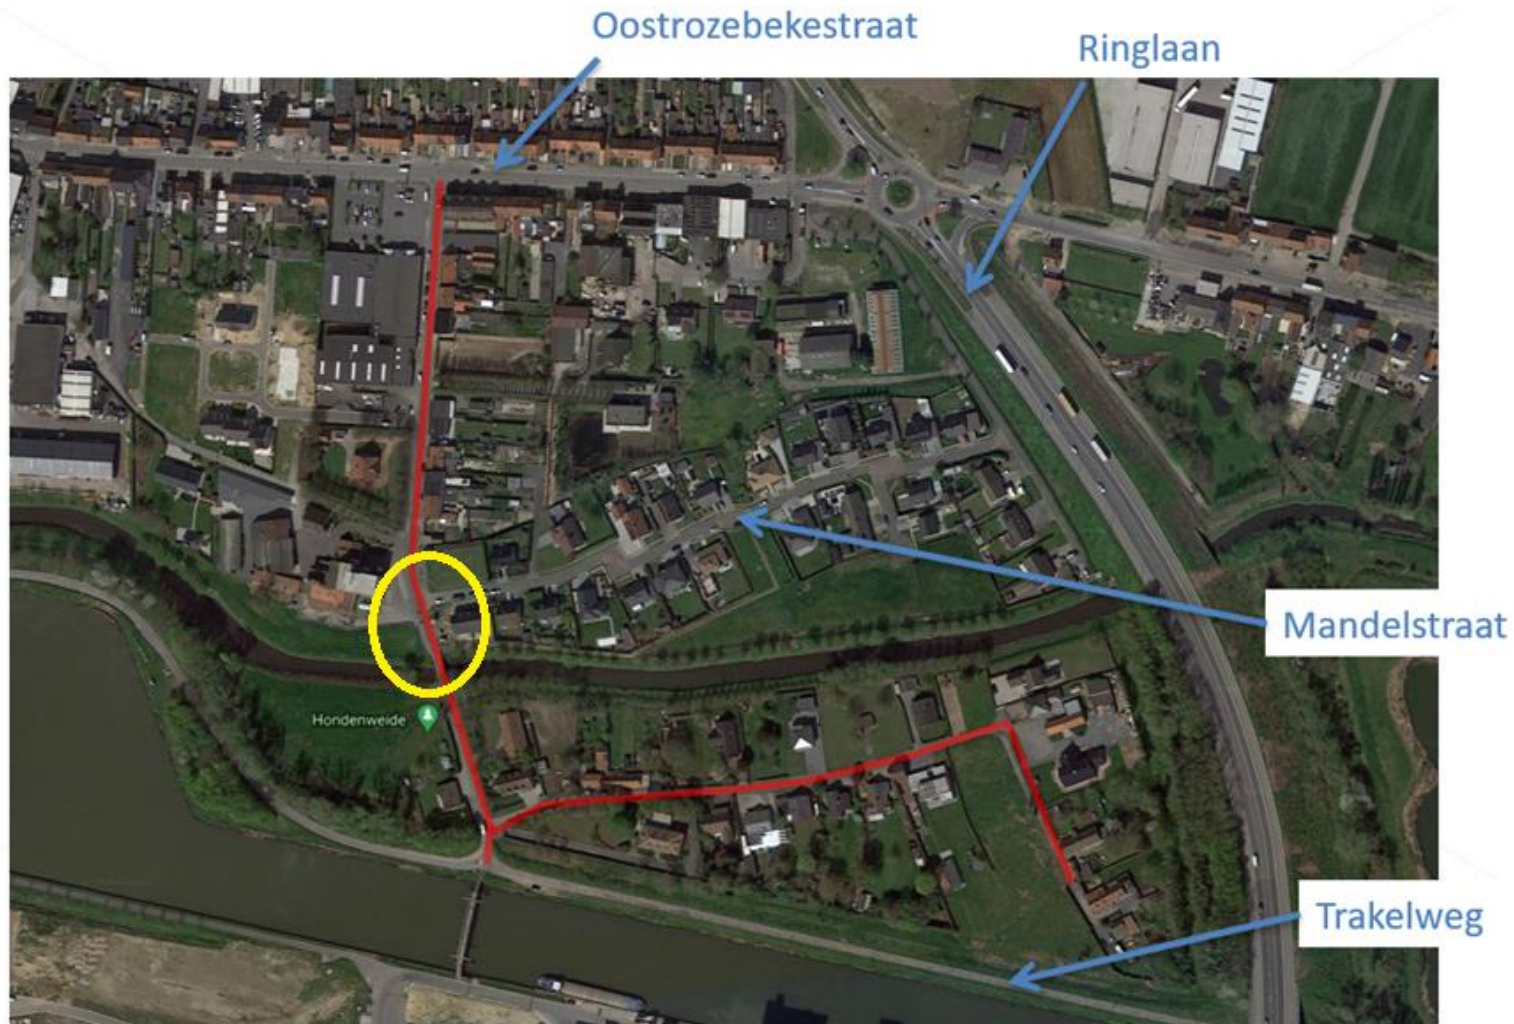 Oostrozebekestraat
Ringlaan
Mandelstraat
Hondenweide
Trakelweg